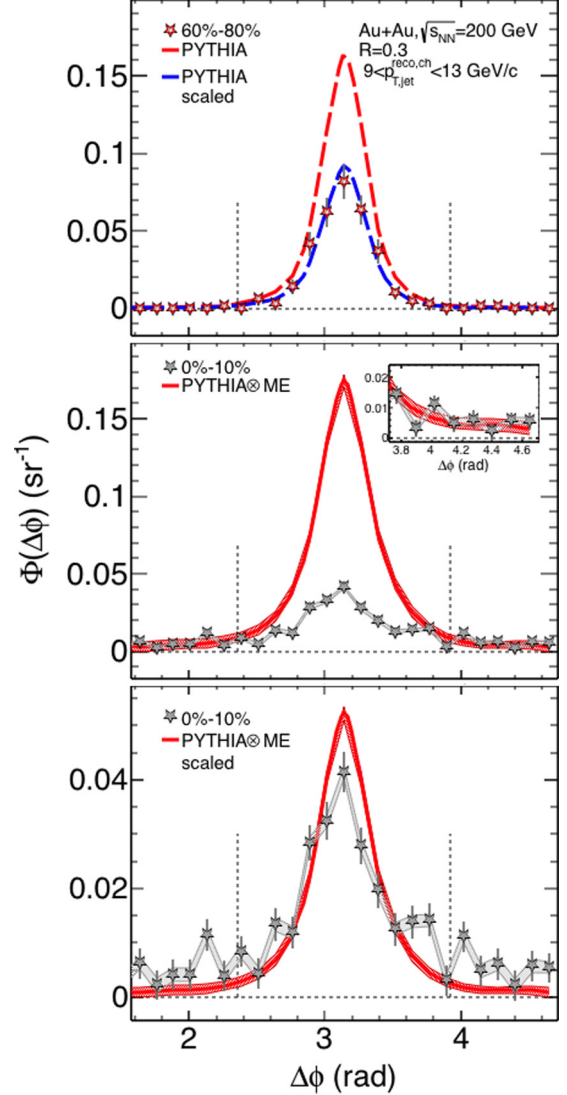 60%-80%
PYTHIA
PYTHIA
scaled
Au+Au,√sNN=200 GeV
R=0.3
9<p reco,ch T,jet <13 GeV/c
0.15
0.1
0.05
0
0%-10%
PYTHIA⊗ME
0.02
0.01
0
3.8 4 4.2 4.4 4.6
Δϕ (rad)
0.15
0.1
0.05
0
Φ(Δϕ) (sr-1)
0%-10%
PYTHIA⊗ME
scaled
0.04
0.02
0
2 3 4
Δϕ (rad)